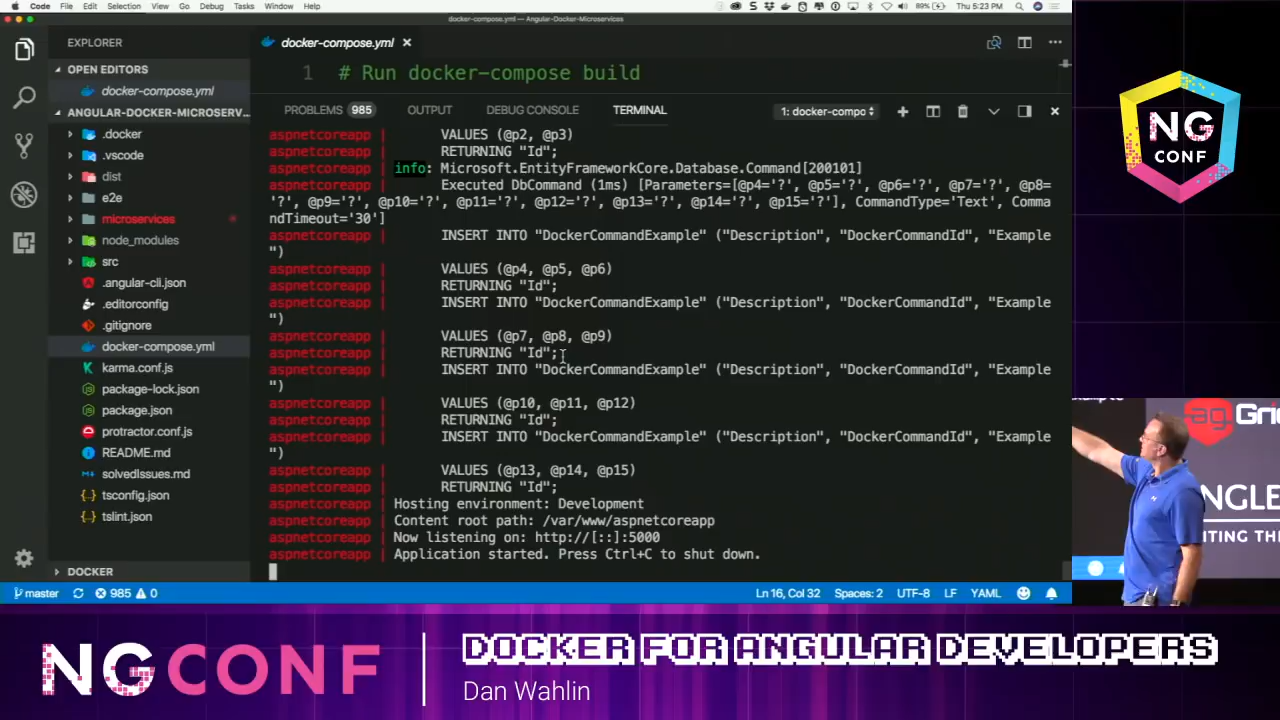 Code File Edit Selection View Go Debug Tasks Window Help
89% Thu 5:23 PM
docker-compose.yml — Angular-Docker-Microservices
EXPLORER
OPEN EDITORS
docker-compose.yml
ANGULAR-DOCKER-MICROSERV...
.docker
.vscode
dist
e2e
microservices
node_modules
src
.angular-cli.json
.editorconfig
.gitignore
docker-compose.yml
karma.conf.js
package-lock.json
package.json
protractor.conf.js
README.md
solvedIssues.md
tsconfig.json
tslint.json
DOCKER
docker-compose.yml
1 # Run docker-compose build
PROBLEMS 985 OUTPUT DEBUG CONSOLE TERMINAL 1: docker-compo
aspnetcoreapp | VALUES (@p2, @p3)
aspnetcoreapp | RETURNING "Id";
aspnetcoreapp | info: Microsoft.EntityFrameworkCore.Database.Command[200101]
aspnetcoreapp | Executed DbCommand (1ms) [Parameters=[@p4='?', @p5='?', @p6='?', @p7='?', @p8=
'?', @p9='?', @p10='?', @p11='?', @p12='?', @p13='?', @p14='?', @p15='?'], CommandType='Text', Comma
ndTimeout='30']
aspnetcoreapp | INSERT INTO "DockerCommandExample" ("Description", "DockerCommandId", "Example
")
aspnetcoreapp | VALUES (@p4, @p5, @p6)
aspnetcoreapp | RETURNING "Id";
aspnetcoreapp | INSERT INTO "DockerCommandExample" ("Description", "DockerCommandId", "Example
")
aspnetcoreapp | VALUES (@p7, @p8, @p9)
aspnetcoreapp | RETURNING "Id";
aspnetcoreapp | INSERT INTO "DockerCommandExample" ("Description", "DockerCommandId", "Example
")
aspnetcoreapp | VALUES (@p10, @p11, @p12)
aspnetcoreapp | RETURNING "Id";
aspnetcoreapp | INSERT INTO "DockerCommandExample" ("Description", "DockerCommandId", "Example
")
aspnetcoreapp | VALUES (@p13, @p14, @p15)
aspnetcoreapp | RETURNING "Id";
aspnetcoreapp | Hosting environment: Development
aspnetcoreapp | Content root path: /var/www/aspnetcoreapp
aspnetcoreapp | Now listening on: http://[::]:5000
aspnetcoreapp | Application started. Press Ctrl+C to shut down.
master 985 0 Ln 16, Col 32 Spaces: 2 UTF-8 LF YAML
NG
CONF
ag Gri
NGLE
ITING THE
NGCONF
DOCKER FOR ANGULAR DEVELOPERS
Dan Wahlin